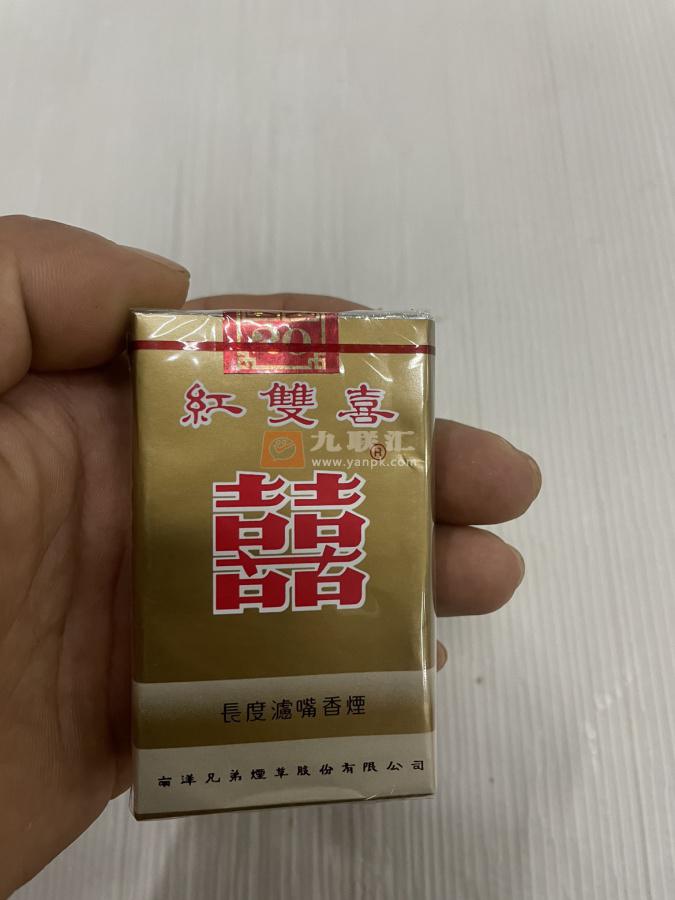 20
紅雙喜
九联汇
®
www.yanpk.com
囍
長度濾嘴香煙
南洋兄弟煙草股份有限公司